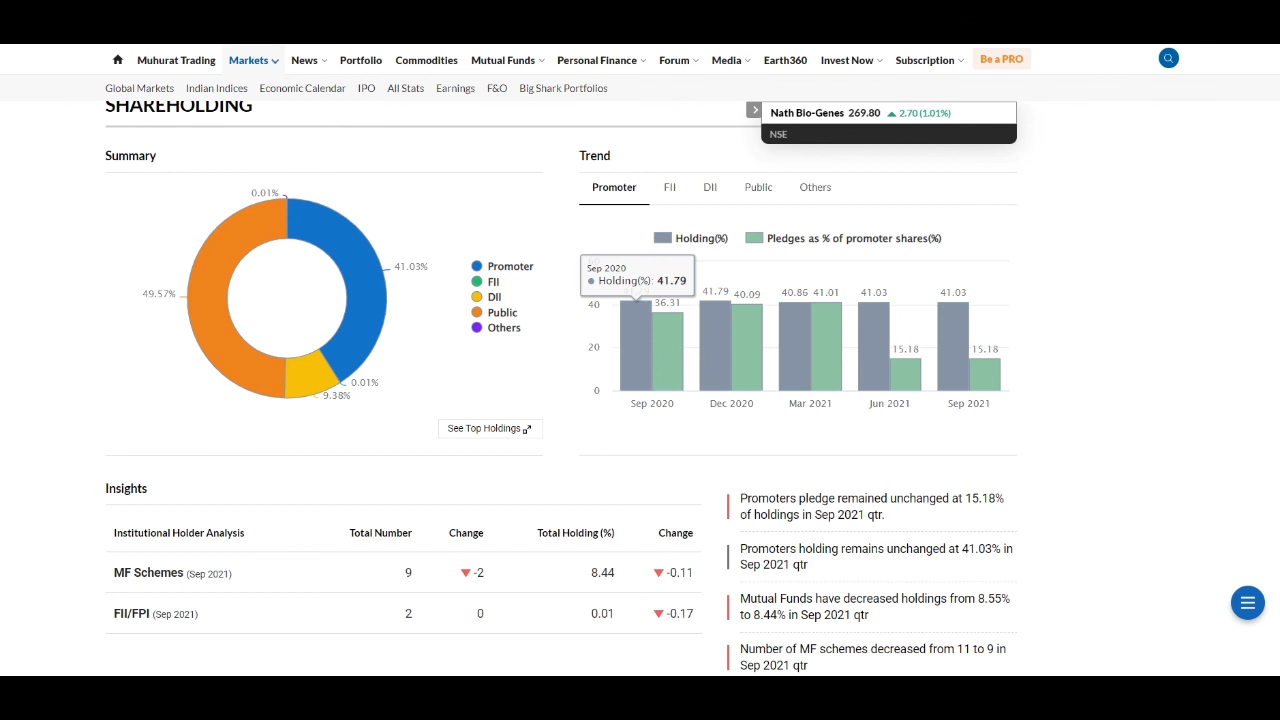 Muhurat Trading Markets News Portfolio Commodities Mutual Funds Personal Finance Forum Media Earth360 Invest Now Subscription Be a PRO
Global Markets Indian Indices Economic Calendar IPO All Stats Earnings F&O Big Shark Portfolios
SHAREHOLDING
Nath Bio-Genes 269.80 2.70 (1.01%)
NSE
Summary
0.01%
41.03%
49.57%
0.01%
9.38%
Promoter
FII
DII
Public
Others
See Top Holdings
Trend
Promoter FII DII Public Others
Holding(%) Pledges as % of promoter shares(%)
Sep 2020
Holding(%): 41.79
36.31 41.79 40.09 40.86 41.01 41.03 15.18 41.03 15.18
40
20
0
Sep 2020 Dec 2020 Mar 2021 Jun 2021 Sep 2021
Insights
Institutional Holder Analysis Total Number Change Total Holding (%) Change
MF Schemes (Sep 2021) 9 -2 8.44 -0.11
FII/FPI (Sep 2021) 2 0 0.01 -0.17
Promoters pledge remained unchanged at 15.18%
of holdings in Sep 2021 qtr.
Promoters holding remains unchanged at 41.03% in
Sep 2021 qtr
Mutual Funds have decreased holdings from 8.55%
to 8.44% in Sep 2021 qtr
Number of MF schemes decreased from 11 to 9 in
Sep 2021 qtr